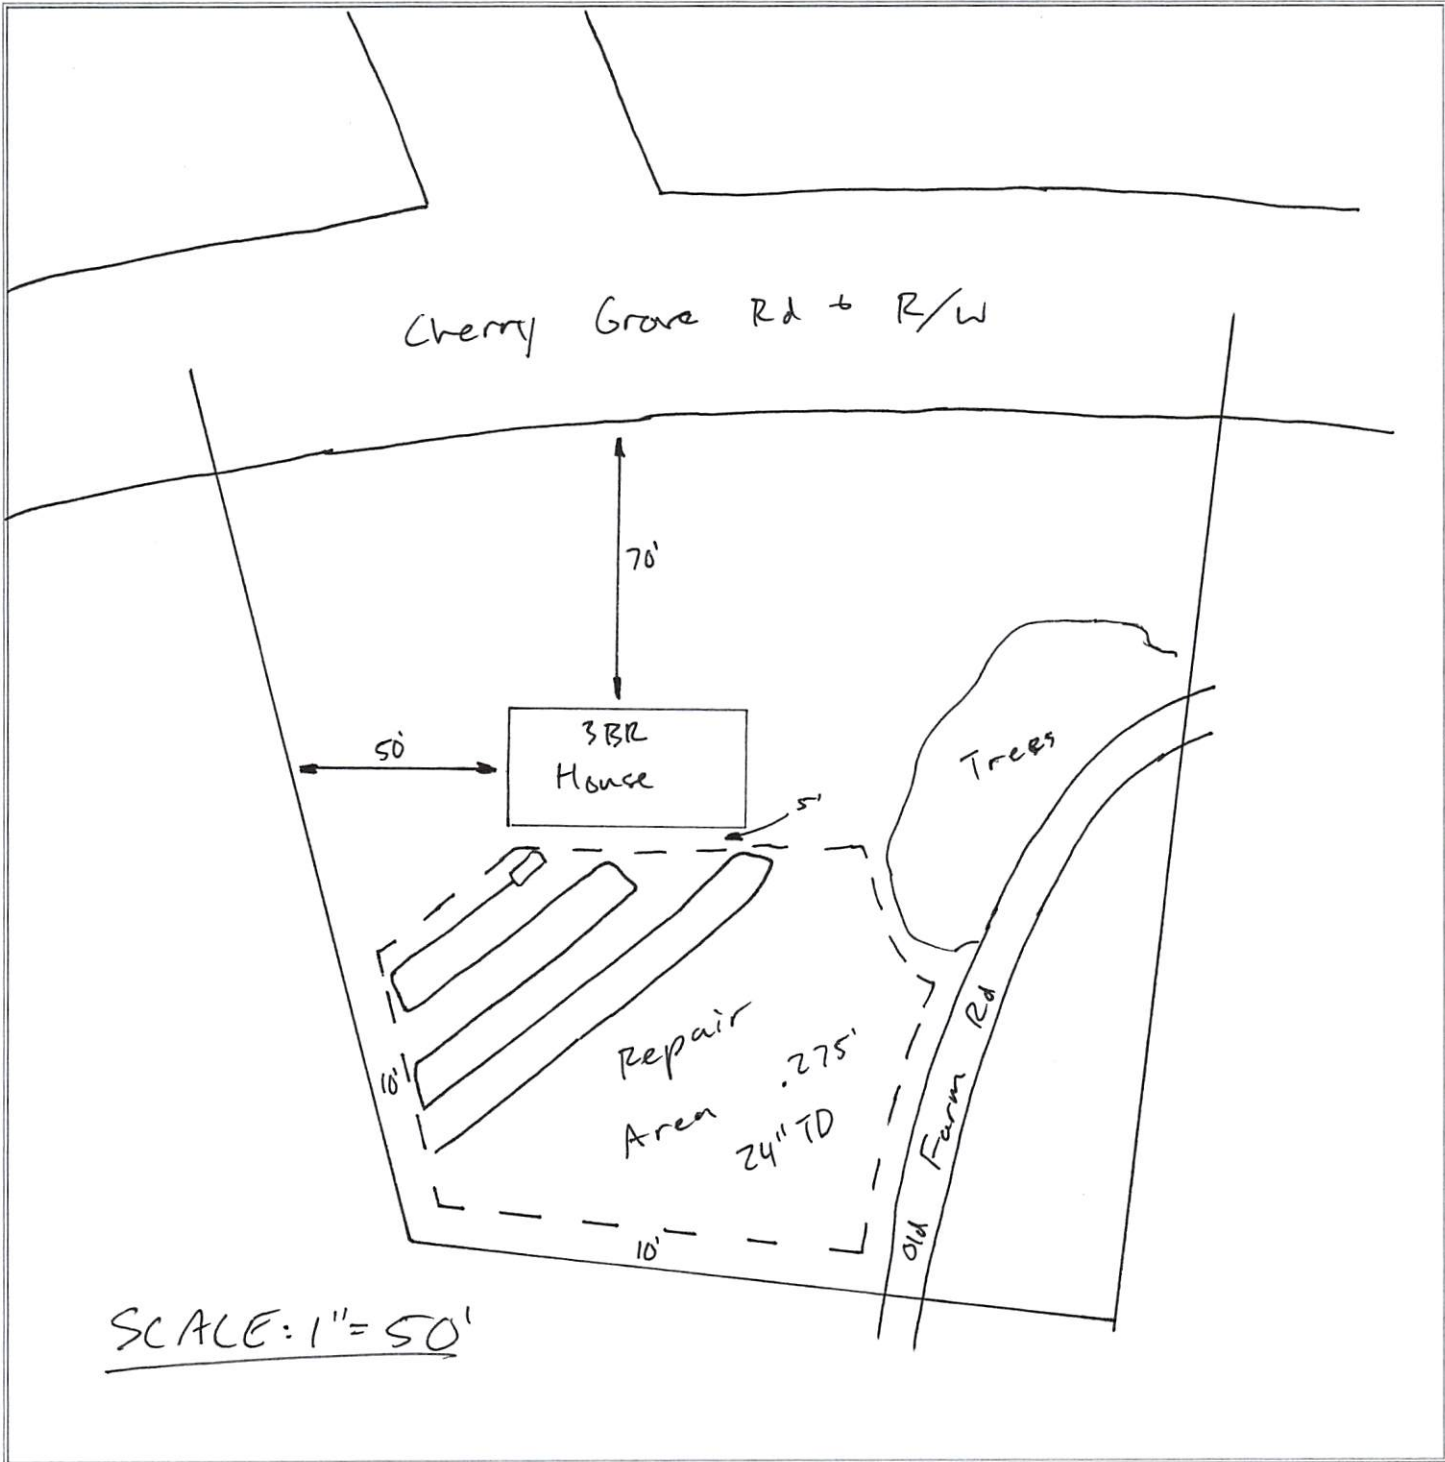 Cherry Grove Rd + R/W
70'
3BR
House
50'
5'
Trees
Repair
Area
.275'
24" TD
10'
10'
Old Farm Rd
SCALE: 1"= 50'